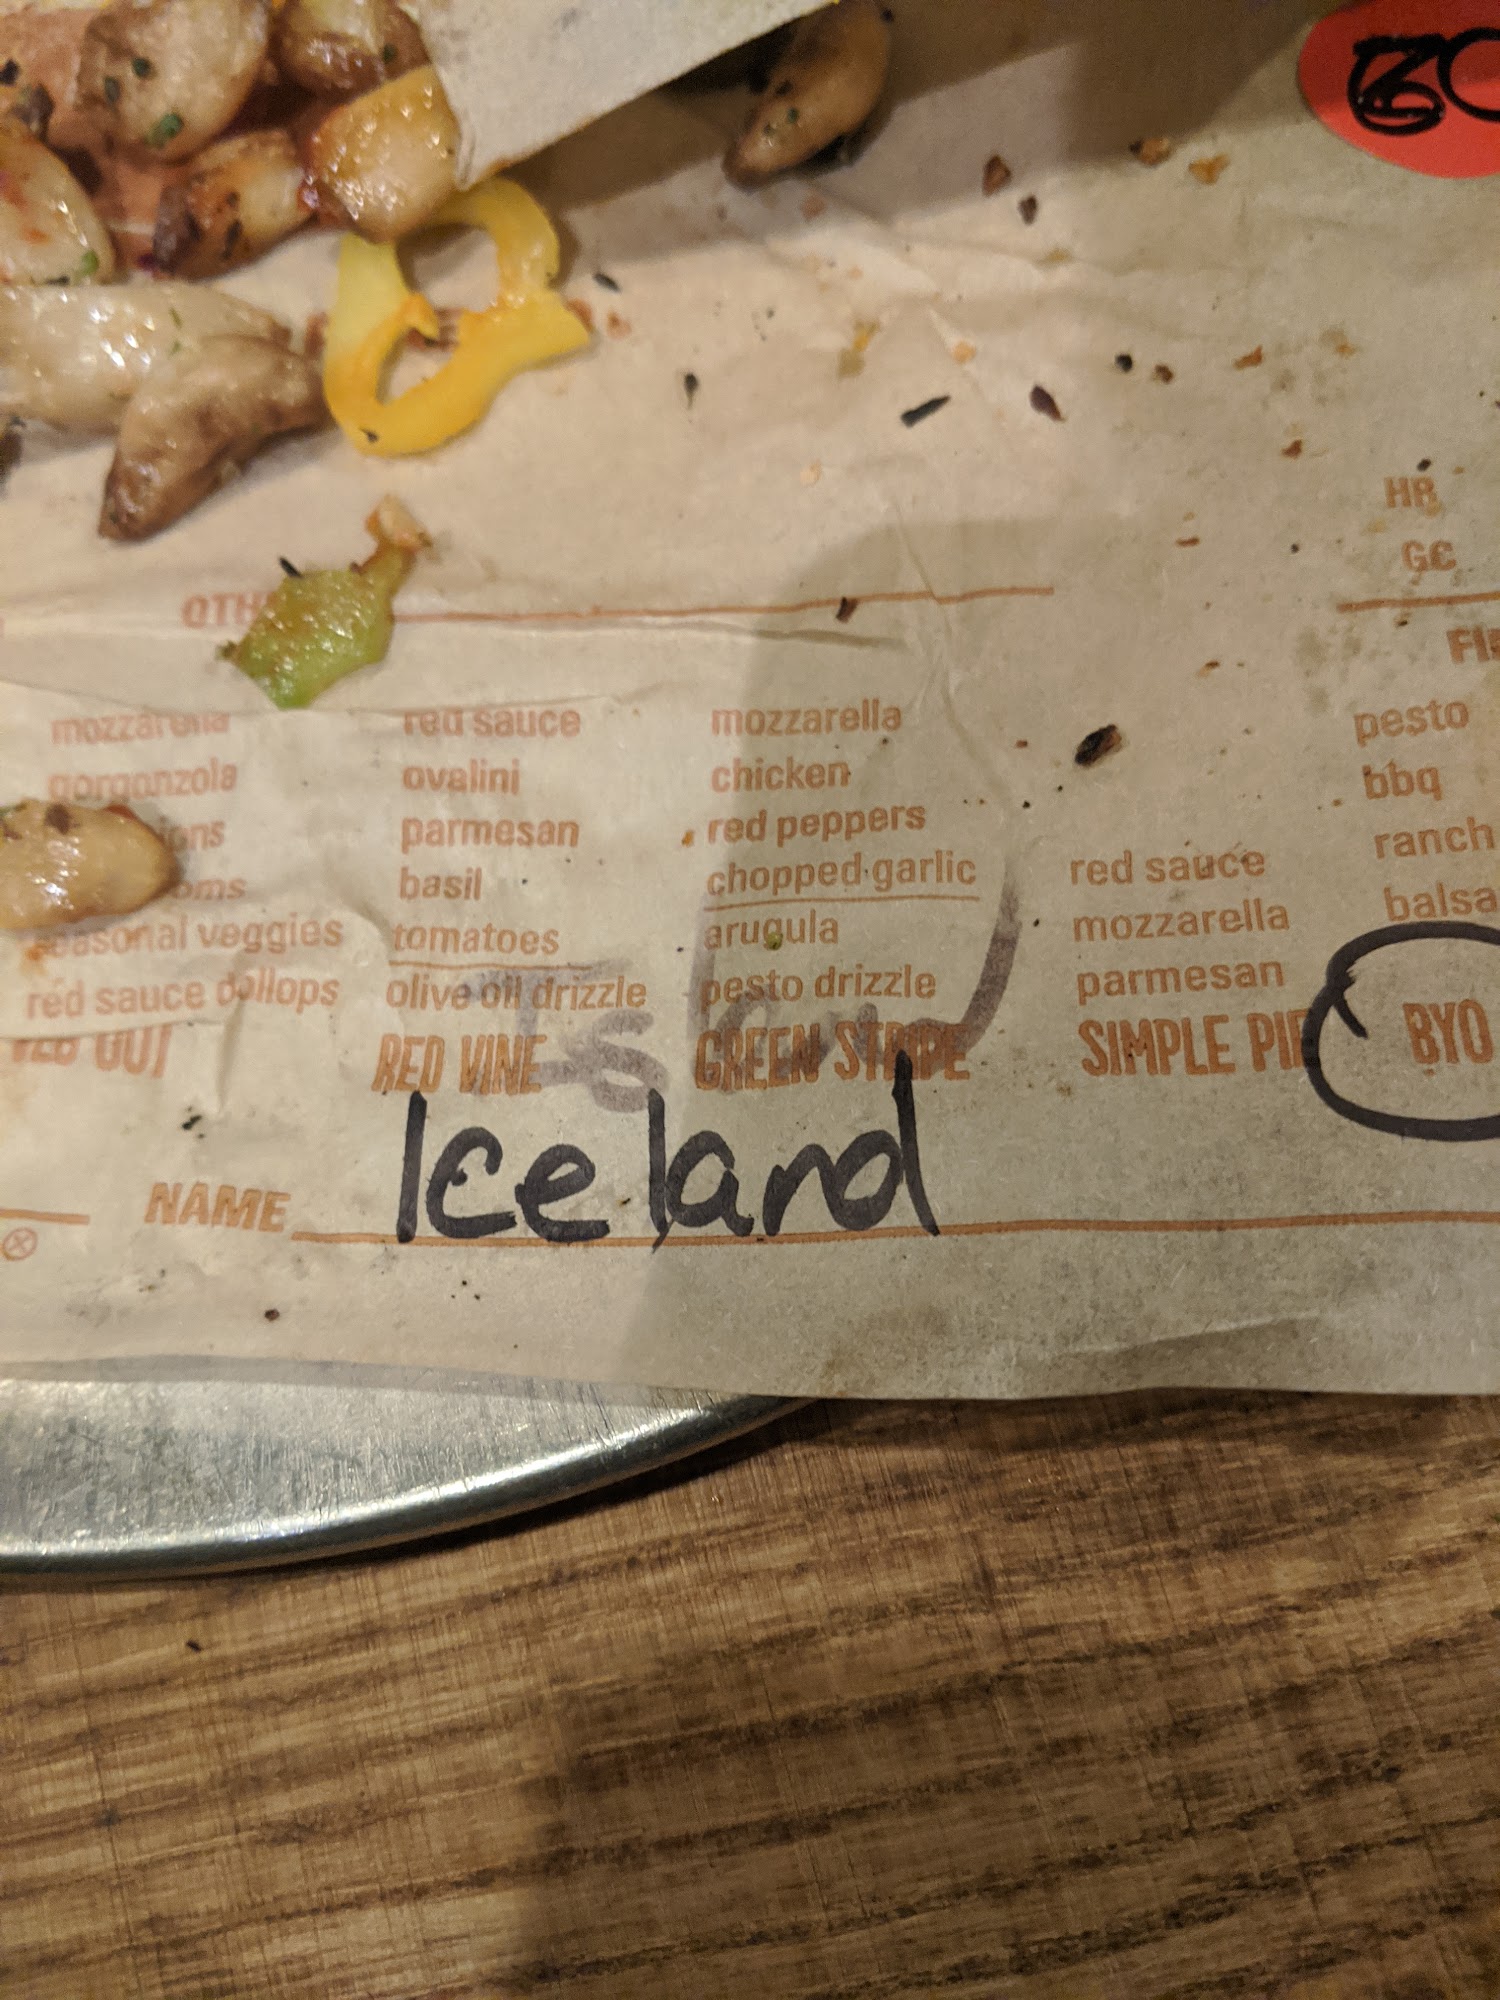 HB
GC
mozzarella red sauce mozzarella pesto
gorgonzola ovalini chicken bbq
parmesan red peppers ranch
basil chopped garlic red sauce
seasonal veggies tomatoes arugula mozzarella
red sauce dollops olive oil drizzle pesto drizzle parmesan
RED VINE GREEN STRIPE SIMPLE PIE BYO
NAME Iceland